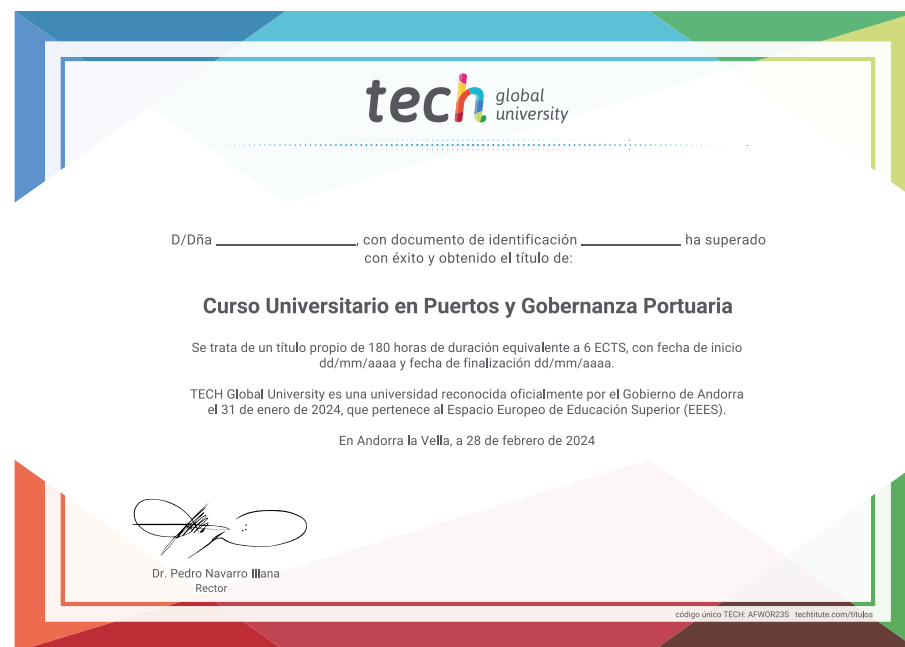 tech global
university
D/Dña ______________, con documento de identificación __________ ha superado
con éxito y obtenido el título de:
Curso Universitario en Puertos y Gobernanza Portuaria
Se trata de un título propio de 180 horas de duración equivalente a 6 ECTS, con fecha de inicio
dd/mm/aaaa y fecha de finalización dd/mm/aaaa.
TECH Global University es una universidad reconocida oficialmente por el Gobierno de Andorra
el 31 de enero de 2024, que pertenece al Espacio Europeo de Educación Superior (EEES).
En Andorra la Vella, a 28 de febrero de 2024
Dr. Pedro Navarro Illana
Rector
código único TECH: AFWOR23S techtitute.com/titulos